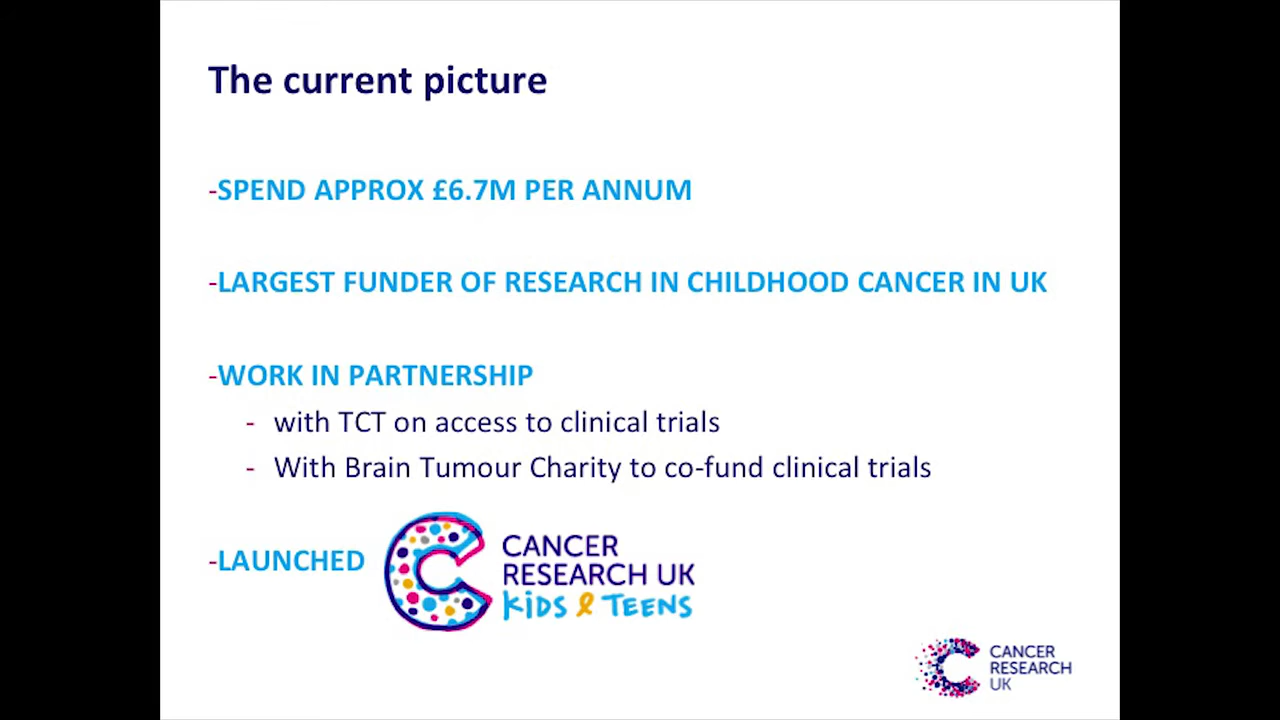 The current picture
-SPEND APPROX £6.7M PER ANNUM
-LARGEST FUNDER OF RESEARCH IN CHILDHOOD CANCER IN UK
-WORK IN PARTNERSHIP
- with TCT on access to clinical trials
- With Brain Tumour Charity to co-fund clinical trials
-LAUNCHED
CANCER
RESEARCH UK
KiDS & TEENS
CANCER
RESEARCH
UK